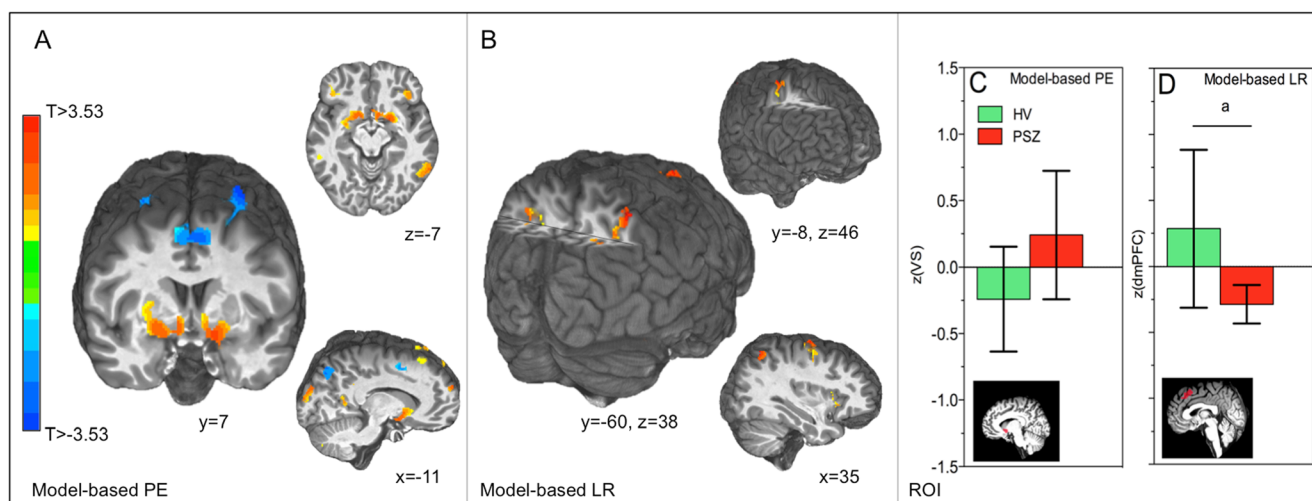 A
T>3.53
T>-3.53
z=-7
y=7
x=-11
Model-based PE
B
y=-8, z=46
y=-60, z=38
x=35
Model-based LR
C
Model-based PE
HV
PSZ
z(VS)
1.5
1.0
0.5
0.0
-0.5
-1.0
-1.5
D
Model-based LR
a
z(dmPFC)
ROI